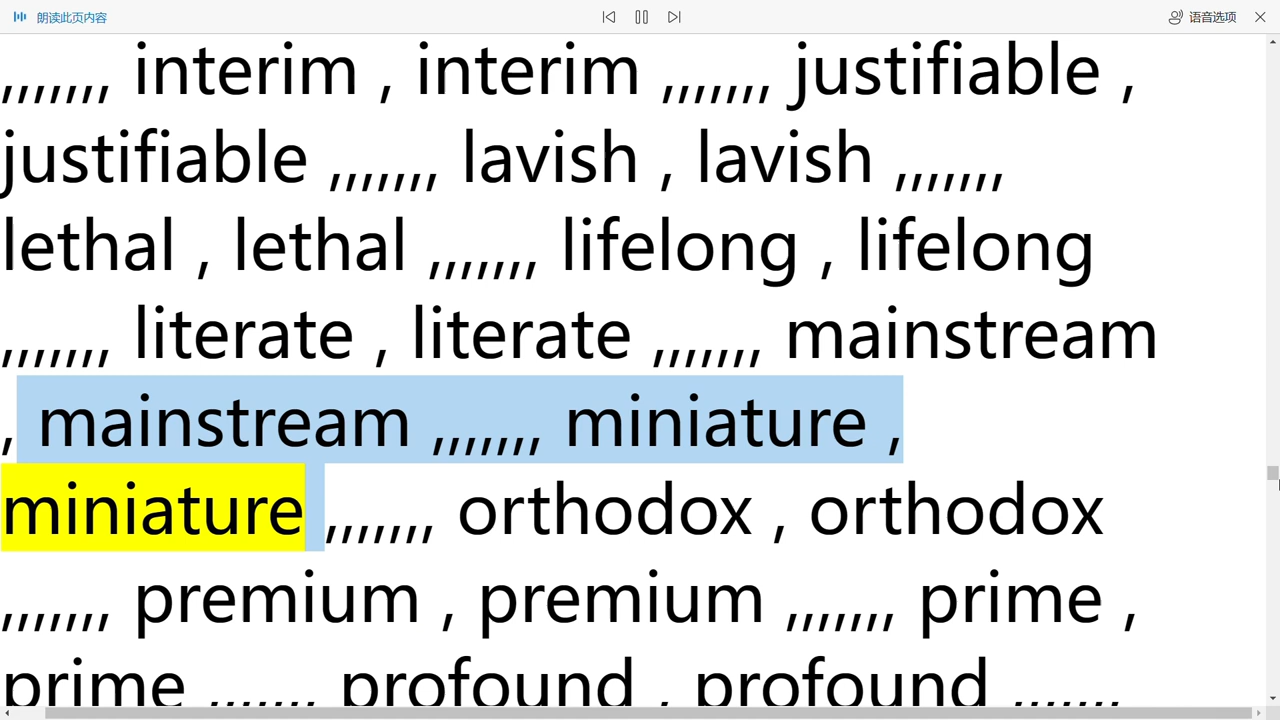 朗读此页内容
语音选项
,,,,,,, interim , interim ,,,,,,, justifiable ,
justifiable ,,,,,,, lavish , lavish ,,,,,,,
lethal , lethal ,,,,,,, lifelong , lifelong
,,,,,,, literate , literate ,,,,,,, mainstream
, mainstream ,,,,,,, miniature ,
miniature ,,,,,,, orthodox , orthodox
,,,,,,, premium , premium ,,,,,,, prime ,
prime ,,,,,,, profound , profound ,,,,,,,